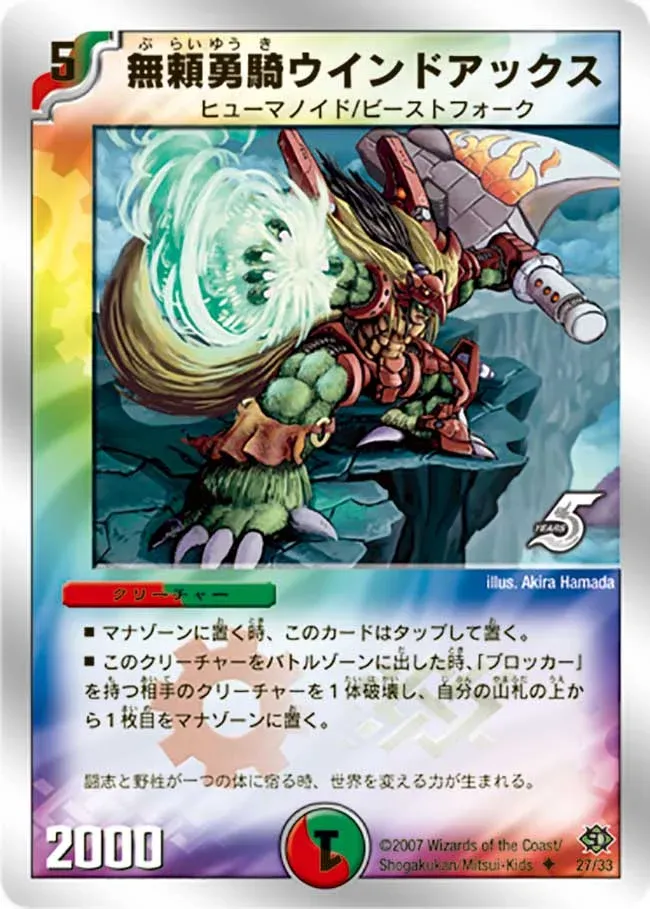 5
ぶらいゆうき
無頼勇騎ウインドアックス
ヒューマノイド/ビーストフォーク
YEARS 5
illus. Akira Hamada
クリーチャー
■ マナゾーンに置く時、このカードはタップして置く。
■ このクリーチャーをバトルゾーンに出した時、「ブロッカー」
を持つ相手のクリーチャーを1体破壊し、自分の山札の上か
ら1枚目をマナゾーンに置く。
闘志と野性が一つの体に宿る時、世界を変える力が生まれる。
2000
1
©2007 Wizards of the Coast/
Shogakukan/Mitsui-Kids ◆ 27/33